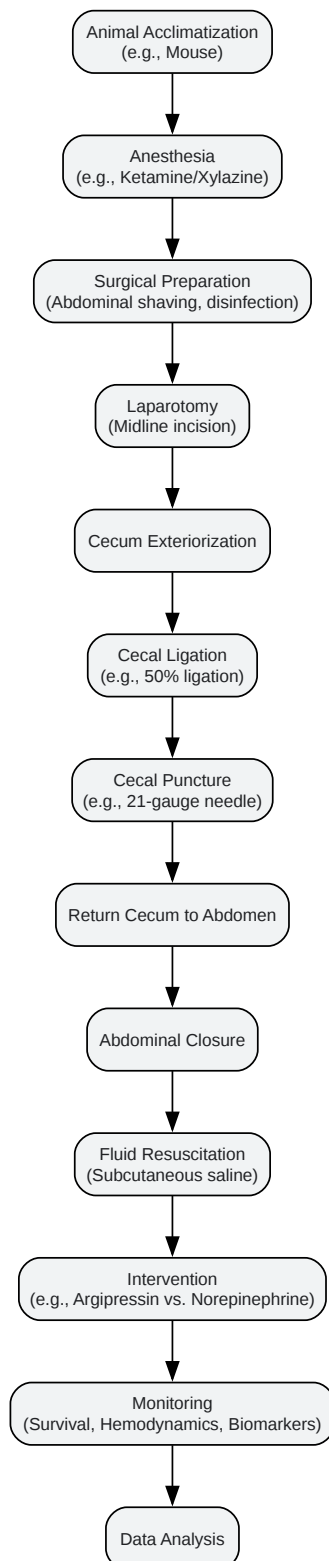 Animal Acclimatization
(e.g., Mouse)
Anesthesia
(e.g., Ketamine/Xylazine)
Surgical Preparation
(Abdominal shaving, disinfection)
Laparotomy
(Midline incision)
Cecum Exteriorization
Cecal Ligation
(e.g., 50% ligation)
Cecal Puncture
(e.g., 21-gauge needle)
Return Cecum to Abdomen
Abdominal Closure
Fluid Resuscitation
(Subcutaneous saline)
Intervention
(e.g., Argipressin vs. Norepinephrine)
Monitoring
(Survival, Hemodynamics, Biomarkers)
Data Analysis